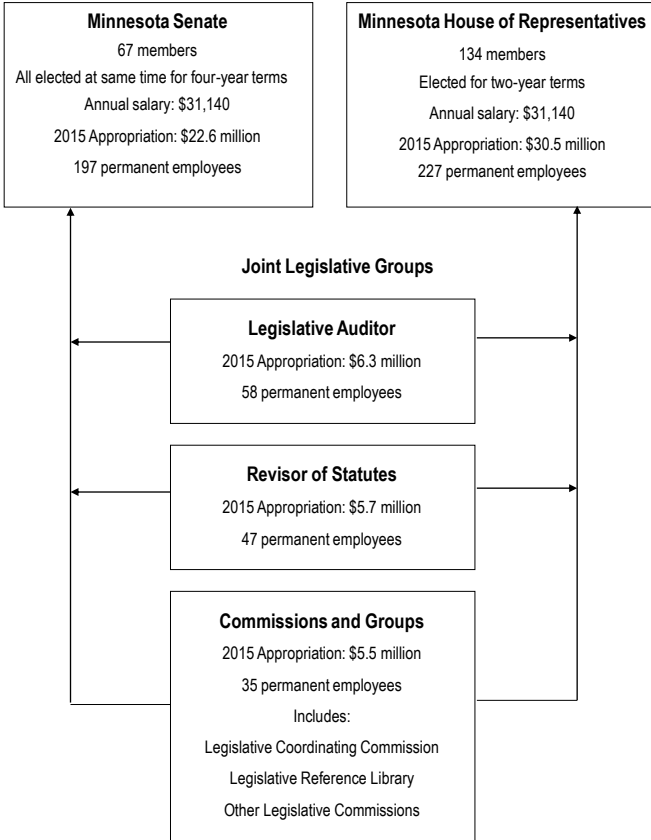 Minnesota Senate
67 members
All elected at same time for four-year terms
Annual salary: $31,140
2015 Appropriation: $22.6 million
197 permanent employees
Minnesota House of Representatives
134 members
Elected for two-year terms
Annual salary: $31,140
2015 Appropriation: $30.5 million
227 permanent employees
Joint Legislative Groups
Legislative Auditor
2015 Appropriation: $6.3 million
58 permanent employees
Revisor of Statutes
2015 Appropriation: $5.7 million
47 permanent employees
Commissions and Groups
2015 Appropriation: $5.5 million
35 permanent employees
Includes:
Legislative Coordinating Commission
Legislative Reference Library
Other Legislative Commissions